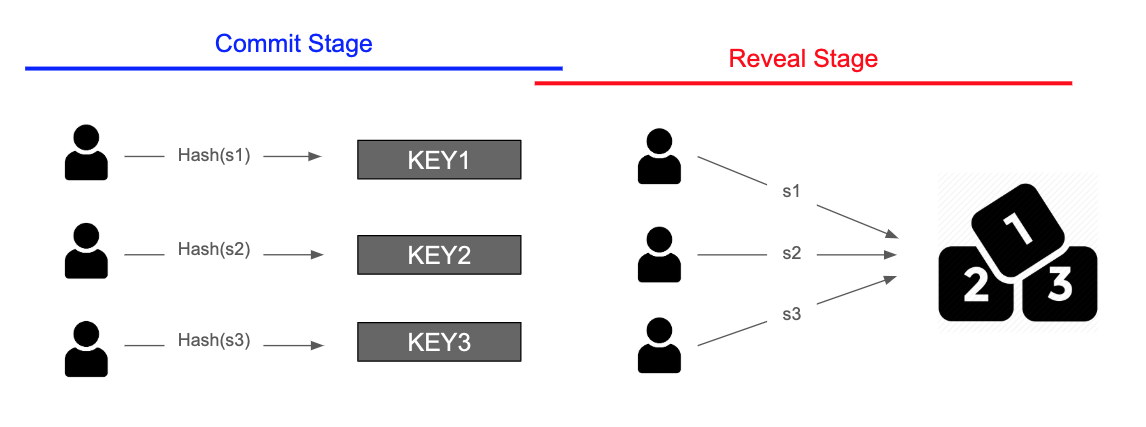 Commit Stage
Reveal Stage
Hash(s1)
KEY1
Hash(s2)
KEY2
Hash(s3)
KEY3
s1
s2
s3
1
2
3